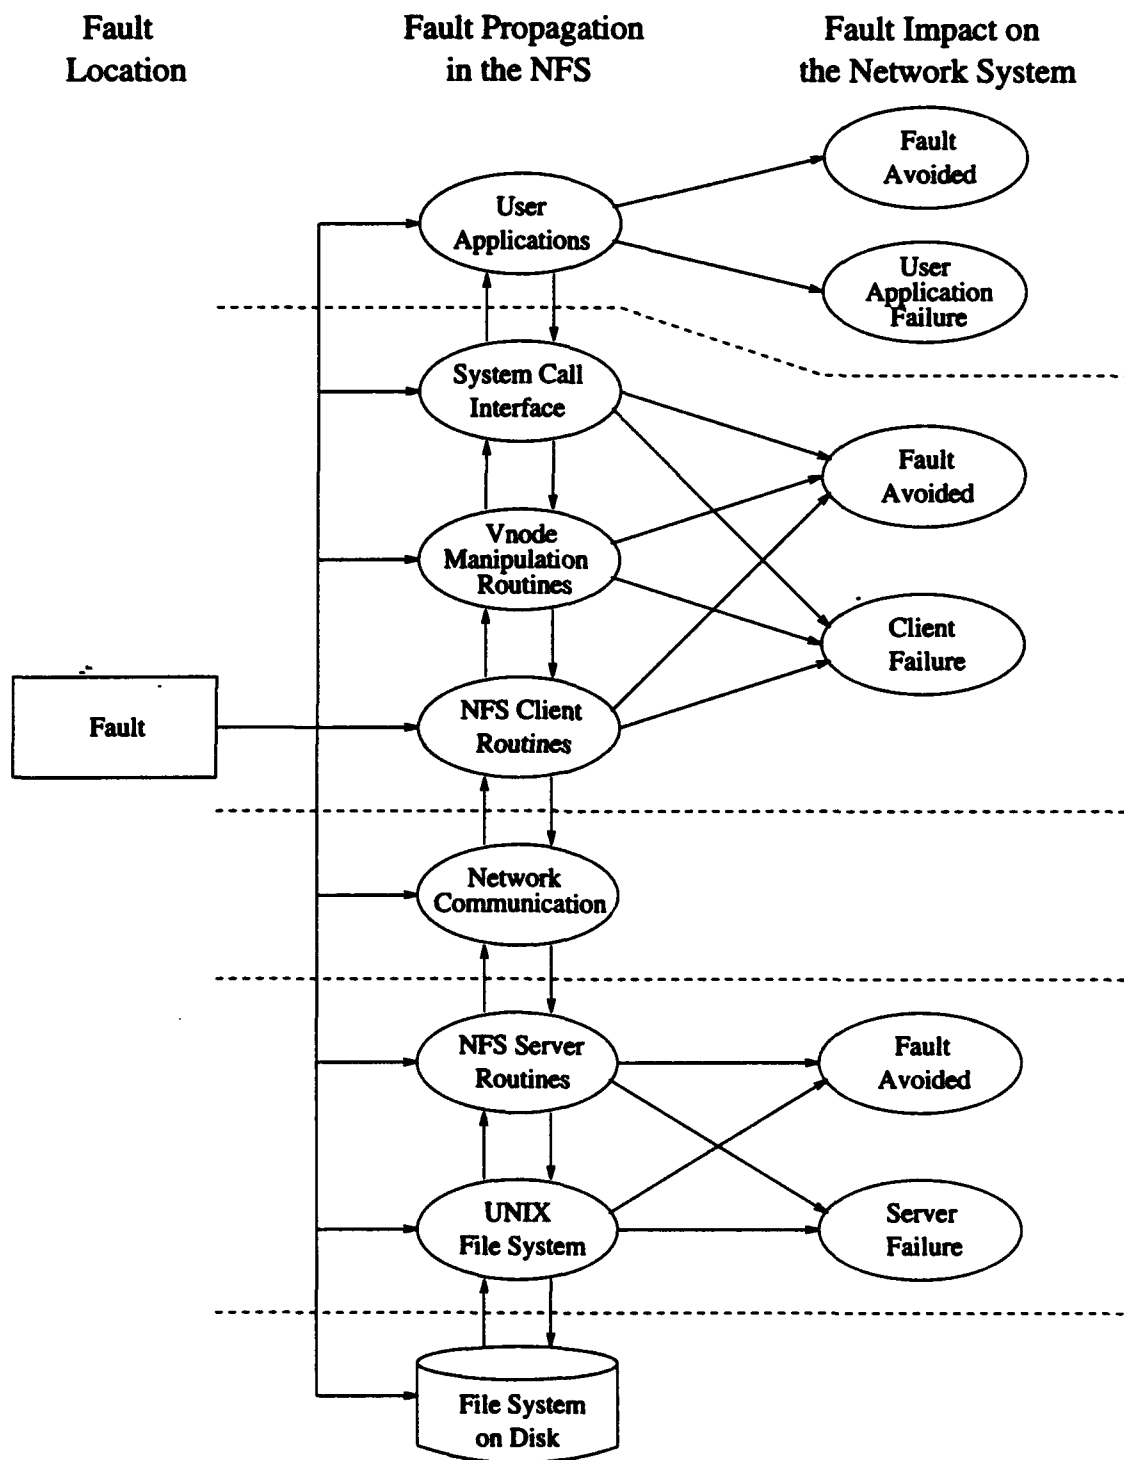 Fault
Location
Fault Propagation
in the NFS
Fault Impact on
the Network System
Fault
Avoided
User
Applications
User
Application
Failure
System Call
Interface
Fault
Avoided
Vnode
Manipulation
Routines
Client
Failure
Fault
NFS Client
Routines
Network
Communication
NFS Server
Routines
Fault
Avoided
UNIX
File System
Server
Failure
File System
on Disk